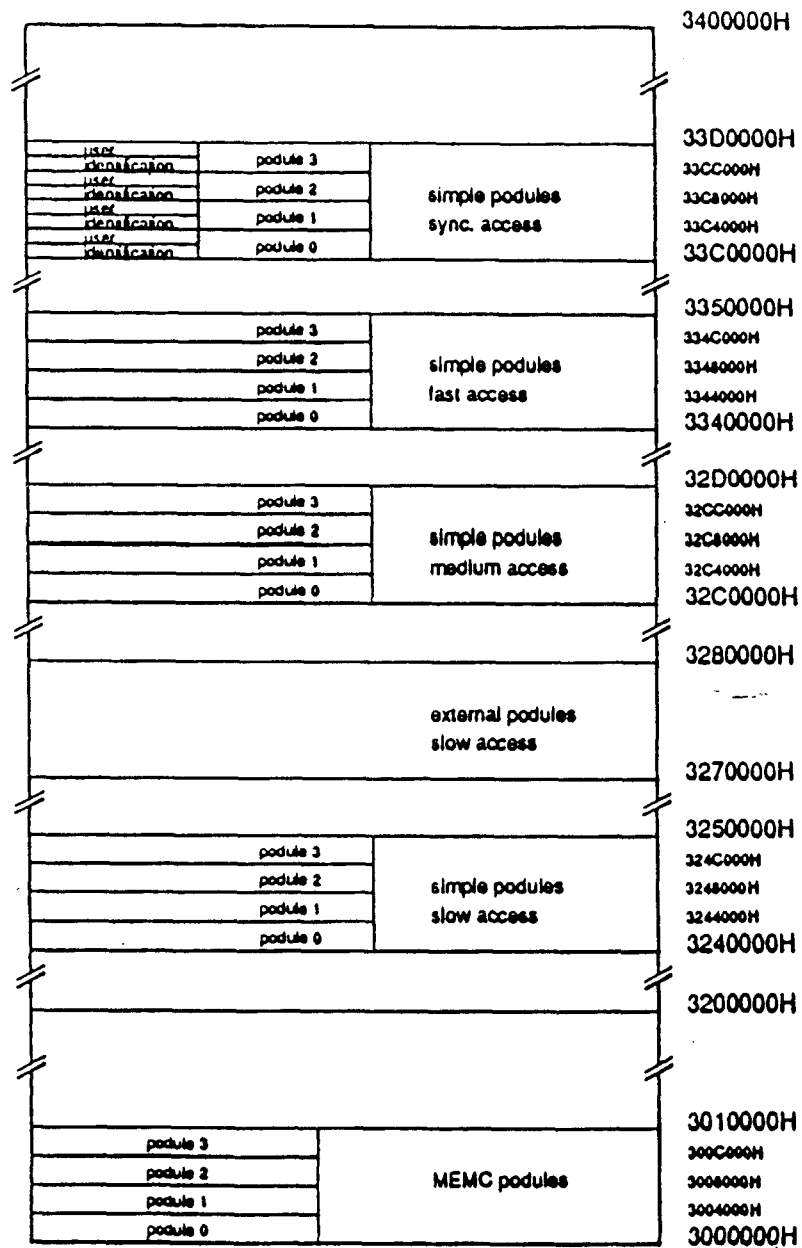 3400000H
33D0000H
user
identification
podule 3
33CC000H
user
identification
podule 2
simple podules
33C8000H
user
identification
podule 1
sync. access
33C4000H
user
identification
podule 0
33C0000H
3350000H
podule 3
334C000H
podule 2
simple podules
3348000H
podule 1
fast access
3344000H
podule 0
3340000H
32D0000H
podule 3
32CC000H
podule 2
simple podules
32C8000H
podule 1
medium access
32C4000H
podule 0
32C0000H
3280000H
external podules
slow access
3270000H
3250000H
podule 3
324C000H
podule 2
simple podules
3248000H
podule 1
slow access
3244000H
podule 0
3240000H
3200000H
3010000H
podule 3
300C000H
podule 2
MEMC podules
3008000H
podule 1
3004000H
podule 0
3000000H